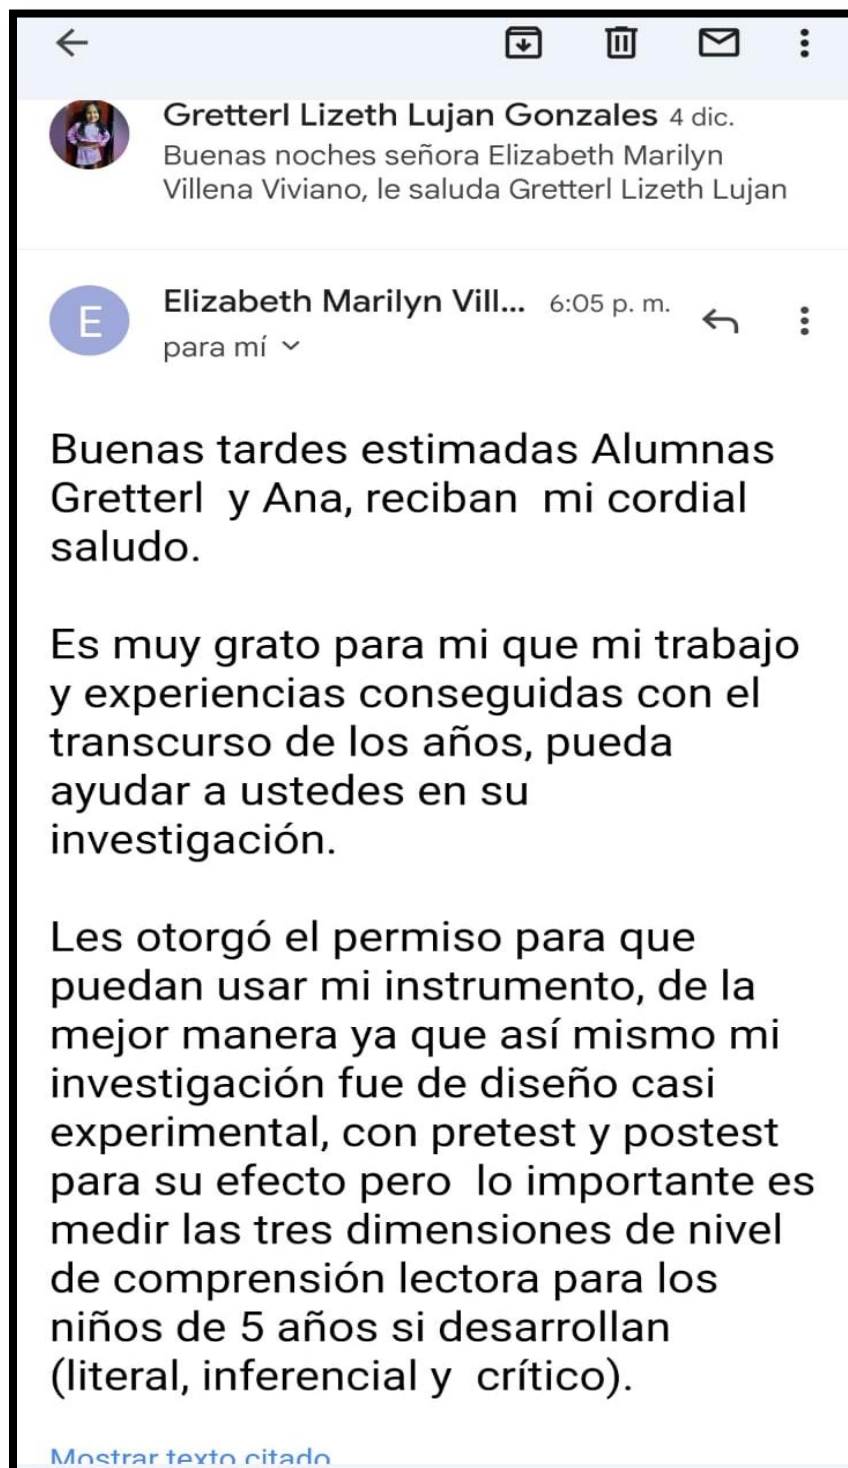 Gretterl Lizeth Lujan Gonzales 4 dic.
Buenas noches señora Elizabeth Marilyn
Villena Viviano, le saluda Gretterl Lizeth Lujan
E
Elizabeth Marilyn Vill... 6:05 p. m.
para mí
Buenas tardes estimadas Alumnas
Gretterl y Ana, reciban mi cordial
saludo.
Es muy grato para mi que mi trabajo
y experiencias conseguidas con el
transcurso de los años, pueda
ayudar a ustedes en su
investigación.
Les otorgó el permiso para que
puedan usar mi instrumento, de la
mejor manera ya que así mismo mi
investigación fue de diseño casi
experimental, con pretest y postest
para su efecto pero lo importante es
medir las tres dimensiones de nivel
de comprensión lectora para los
niños de 5 años si desarrollan
(literal, inferencial y crítico).
Mostrar texto citado